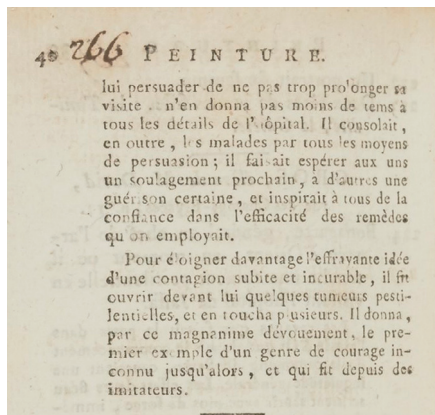 40 266 PEINTURE.
lui persuader de ne pas trop prolonger sa
visite n'en donna pas moins de tems à
tous les détails de l'hôpital. Il consolait,
en outre, les malades par tous les moyens
de persuasion; il faisait espérer aux uns
un soulagement prochain, à d'autres une
guérison certaine, et inspirait à tous de la
confiance dans l'efficacité des remèdes
qu'on employait.
Pour éloigner davantage l'effrayante idée
d'une contagion subite et incurable, il fit
ouvrir devant lui quelques tumeurs pesti-
lentielles, et en toucha plusieurs. Il donna,
par ce magnanime dévouement, le pre-
mier exemple d'un genre de courage in-
connu jusqu'alors, et qui fit depuis des
imitateurs.